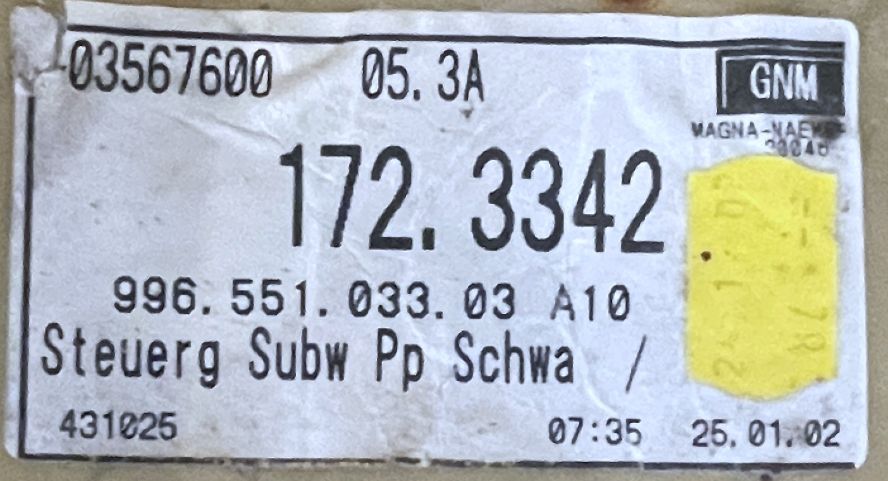 03567600 05.3A
GNM
172.3342
996.551.033.03 A10
Steuerg Subw Pp Schwa /
431025 07:35 25.01.02